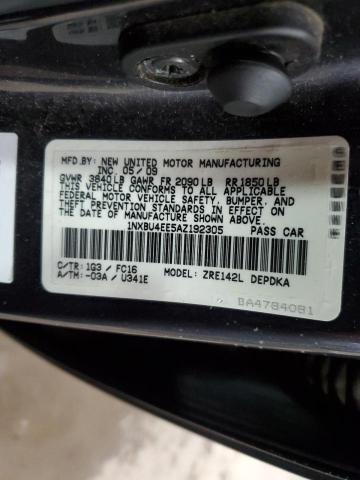 MFD.BY: NEW UNITED MOTOR MANUFACTURING
INC. 05/09
GVWR 3840LB GAWR FR 2090LB RR1850LB
THIS VEHICLE CONFORMS TO ALL APPLICABLE
FEDERAL MOTOR VEHICLE SAFETY, BUMPER, AND
THEFT PREVENTION STANDARDS IN EFFECT ON
THE DATE OF MANUFACTURE SHOWN ABOVE.
1NXBU4EE5AZ192305 PASS CAR
C/TR: 1G3 / FC16 MODEL: ZRE142L DEPDKA
A/TM: -03A / U341E
BA4784081